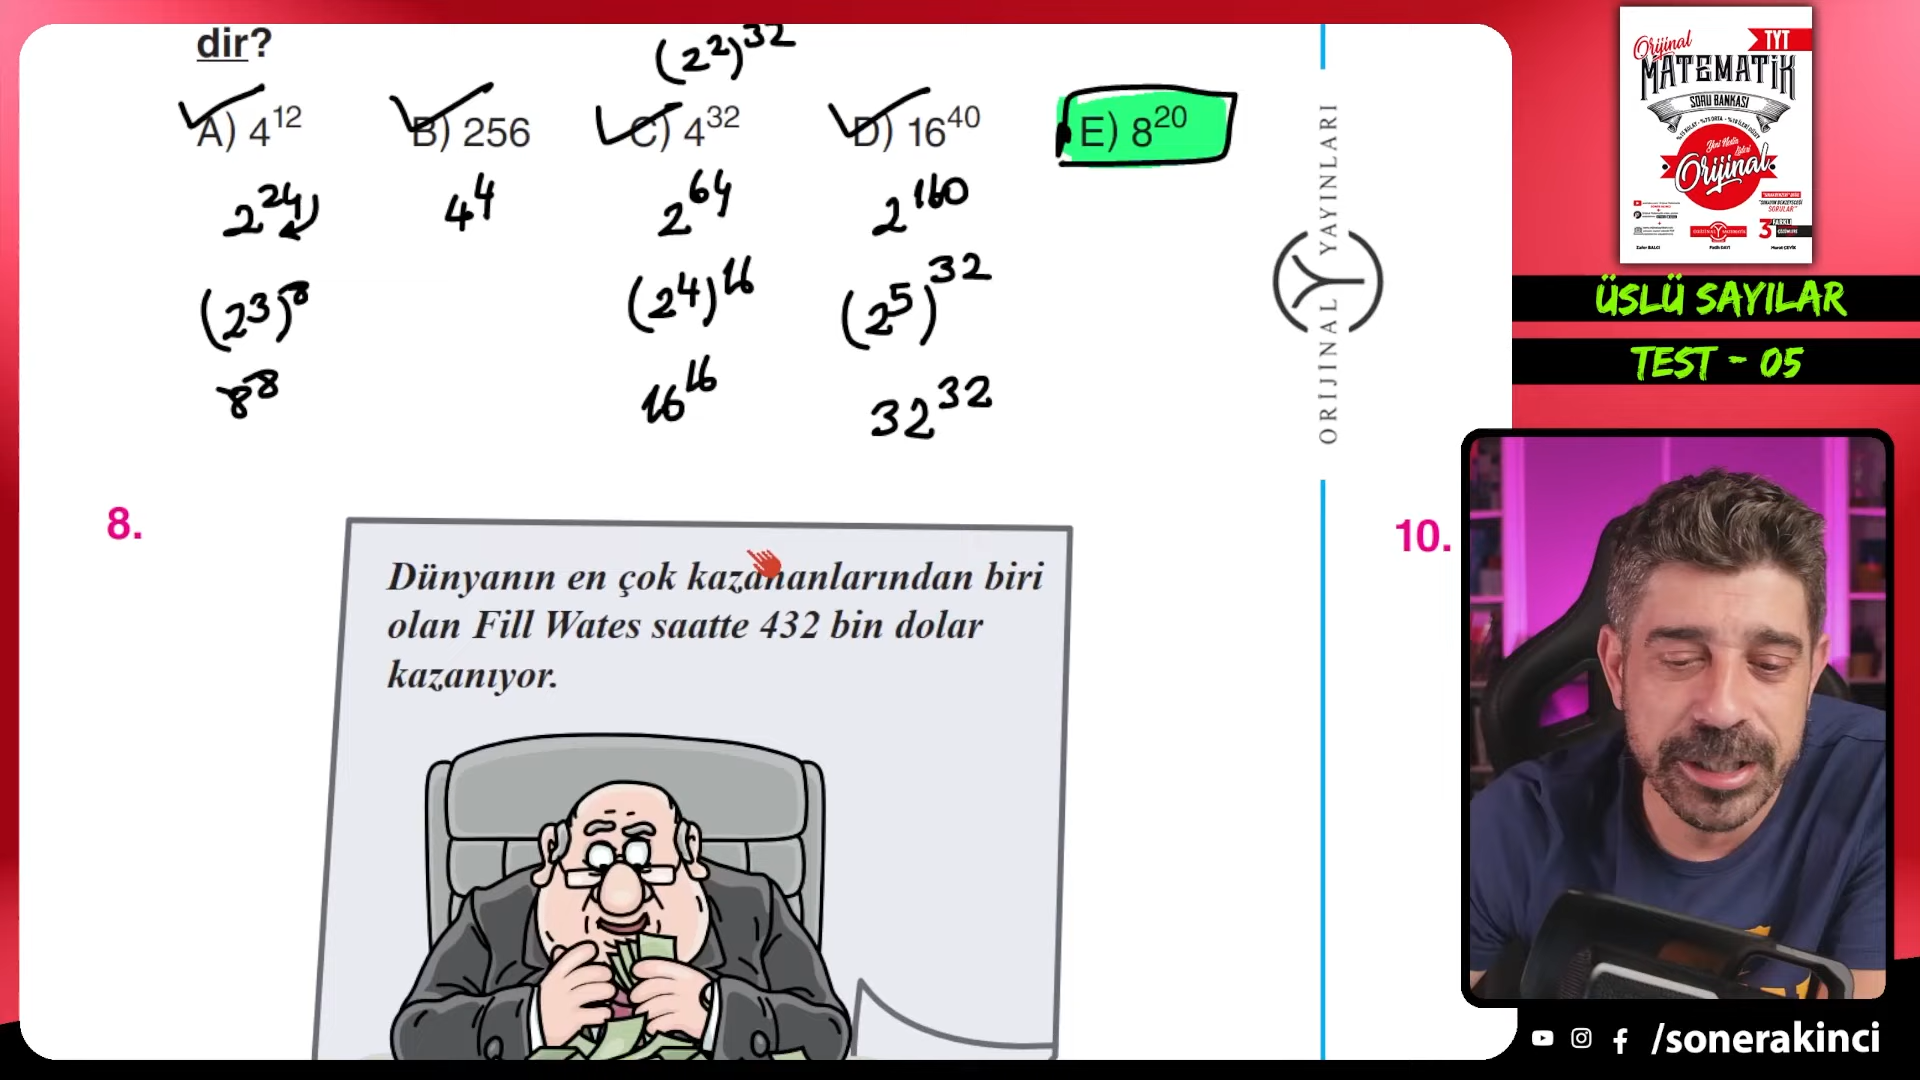 dir?
(2²)³²
A) 4¹²
B) 256
C) 4³²
D) 16⁴⁰
E) 8²⁰
2²⁴
4⁴
2⁶⁴
2¹⁶⁰
(2³)⁸
(2⁴)¹⁶
(2⁵)³²
8⁸
16¹⁶
32³²
8.
Dünyanın en çok kazananlarından biri
olan Fill Wates saatte 432 bin dolar
kazanıyor.
ORİJİNAL YAYINLARI
10.
Orijinal
TYT
MATEMATİK
SORU BANKASI
Orijinal
3
ÜSLÜ SAYILAR
TEST - 05
/sonerakinci